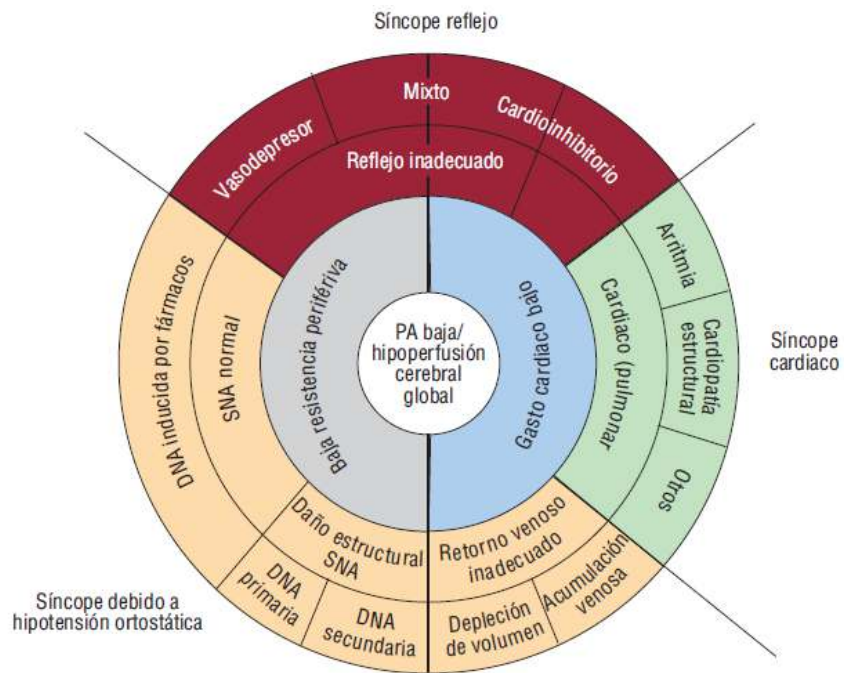 Síncope reflejo
Vasodepresor
Mixto
Cardioinhibitorio
Reflejo inadecuado
DNA inducida por fármacos
SNA normal
Baja resistencia perifériva
PA baja/
hipoperfusión
cerebral
global
Gasto cardiaco bajo
Cardiaco (pulmonar
Arritmia
Cardiopatía
estructural
Otros
Síncope
cardiaco
Daño estructural
SNA
Retorno venoso
inadecuado
DNA
primaria
DNA
secundaria
Depleción
de volumen
Acumulación
venosa
Síncope debido a
hipotensión ortostática